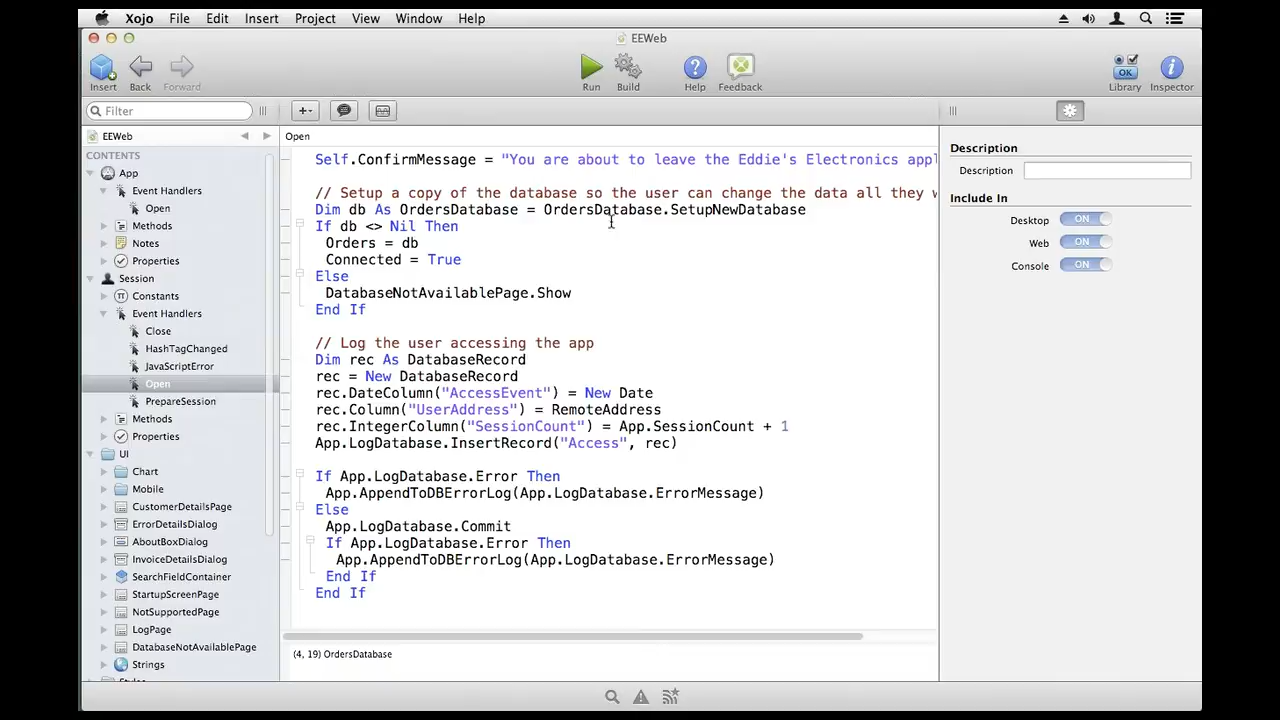 Xojo File Edit Insert Project View Window Help
EEWeb
Insert Back Forward Run Build Help Feedback OK Library Inspector
Filter
EEWeb
CONTENTS
App
Event Handlers
Open
Methods
Notes
Properties
Session
Constants
Event Handlers
Close
HashTagChanged
JavaScriptError
Open
PrepareSession
Methods
Properties
UI
Chart
Mobile
CustomerDetailsPage
ErrorDetailsDialog
AboutBoxDialog
InvoiceDetailsDialog
SearchFieldContainer
StartupScreenPage
NotSupportedPage
LogPage
DatabaseNotAvailablePage
Strings
Open
Self.ConfirmMessage = "You are about to leave the Eddie's Electronics appl
// Setup a copy of the database so the user can change the data all they w
Dim db As OrdersDatabase = OrdersDatabase.SetupNewDatabase
If db <> Nil Then
Orders = db
Connected = True
Else
DatabaseNotAvailablePage.Show
End If
// Log the user accessing the app
Dim rec As DatabaseRecord
rec = New DatabaseRecord
rec.DateColumn("AccessEvent") = New Date
rec.Column("UserAddress") = RemoteAddress
rec.IntegerColumn("SessionCount") = App.SessionCount + 1
App.LogDatabase.InsertRecord("Access", rec)
If App.LogDatabase.Error Then
App.AppendToDBErrorLog(App.LogDatabase.ErrorMessage)
Else
App.LogDatabase.Commit
If App.LogDatabase.Error Then
App.AppendToDBErrorLog(App.LogDatabase.ErrorMessage)
End If
End If
(4, 19) OrdersDatabase
Description
Description
Include In
Desktop ON
Web ON
Console ON